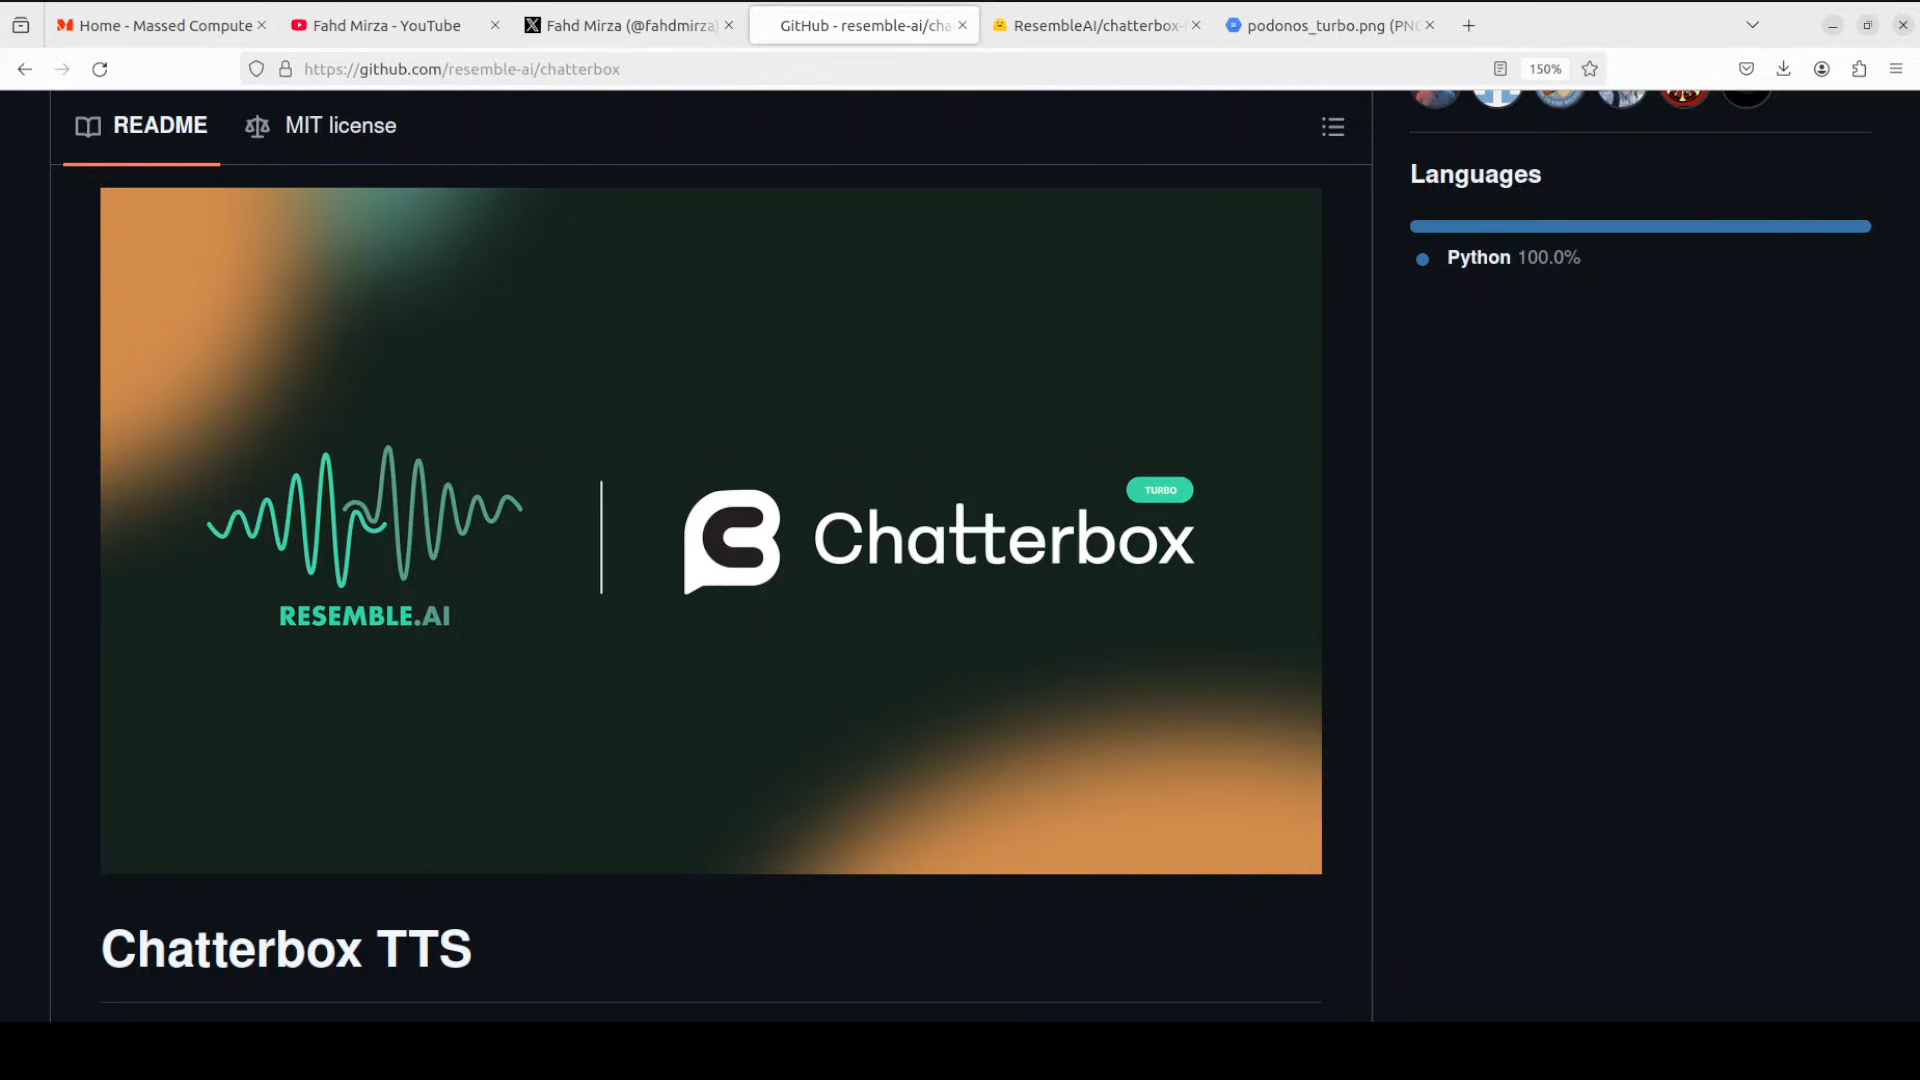 Home - Massed Compute
Fahd Mirza - YouTube
Fahd Mirza (@fahdmirza)
GitHub - resemble-ai/cha
ResembleAI/chatterbox-
podonos_turbo.png (PNG
https://github.com/resemble-ai/chatterbox
150%
README
MIT license
Languages
Python 100.0%
TURBO
Chatterbox
RESEMBLE.AI
Chatterbox TTS